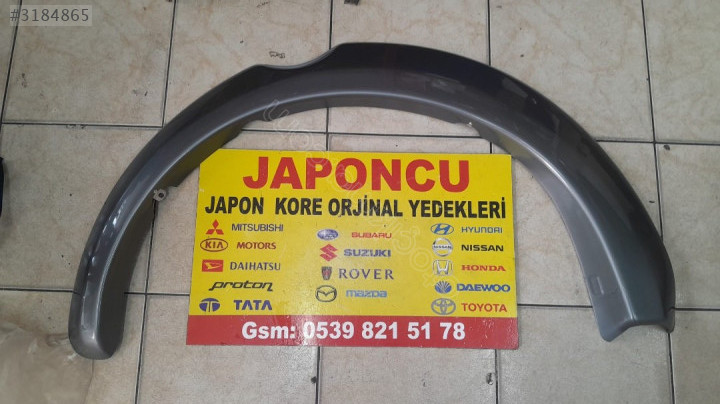 #3184865
JAPONCU
JAPON KORE ORJİNAL YEDEKLERİ
MITSUBISHI SUBARU HYUNDAI
KIA MOTORS SUZUKI NISSAN
DAIHATSU ROVER HONDA
proton mazda DAEWOO
TATA TOYOTA
Gsm: 0539 821 51 78